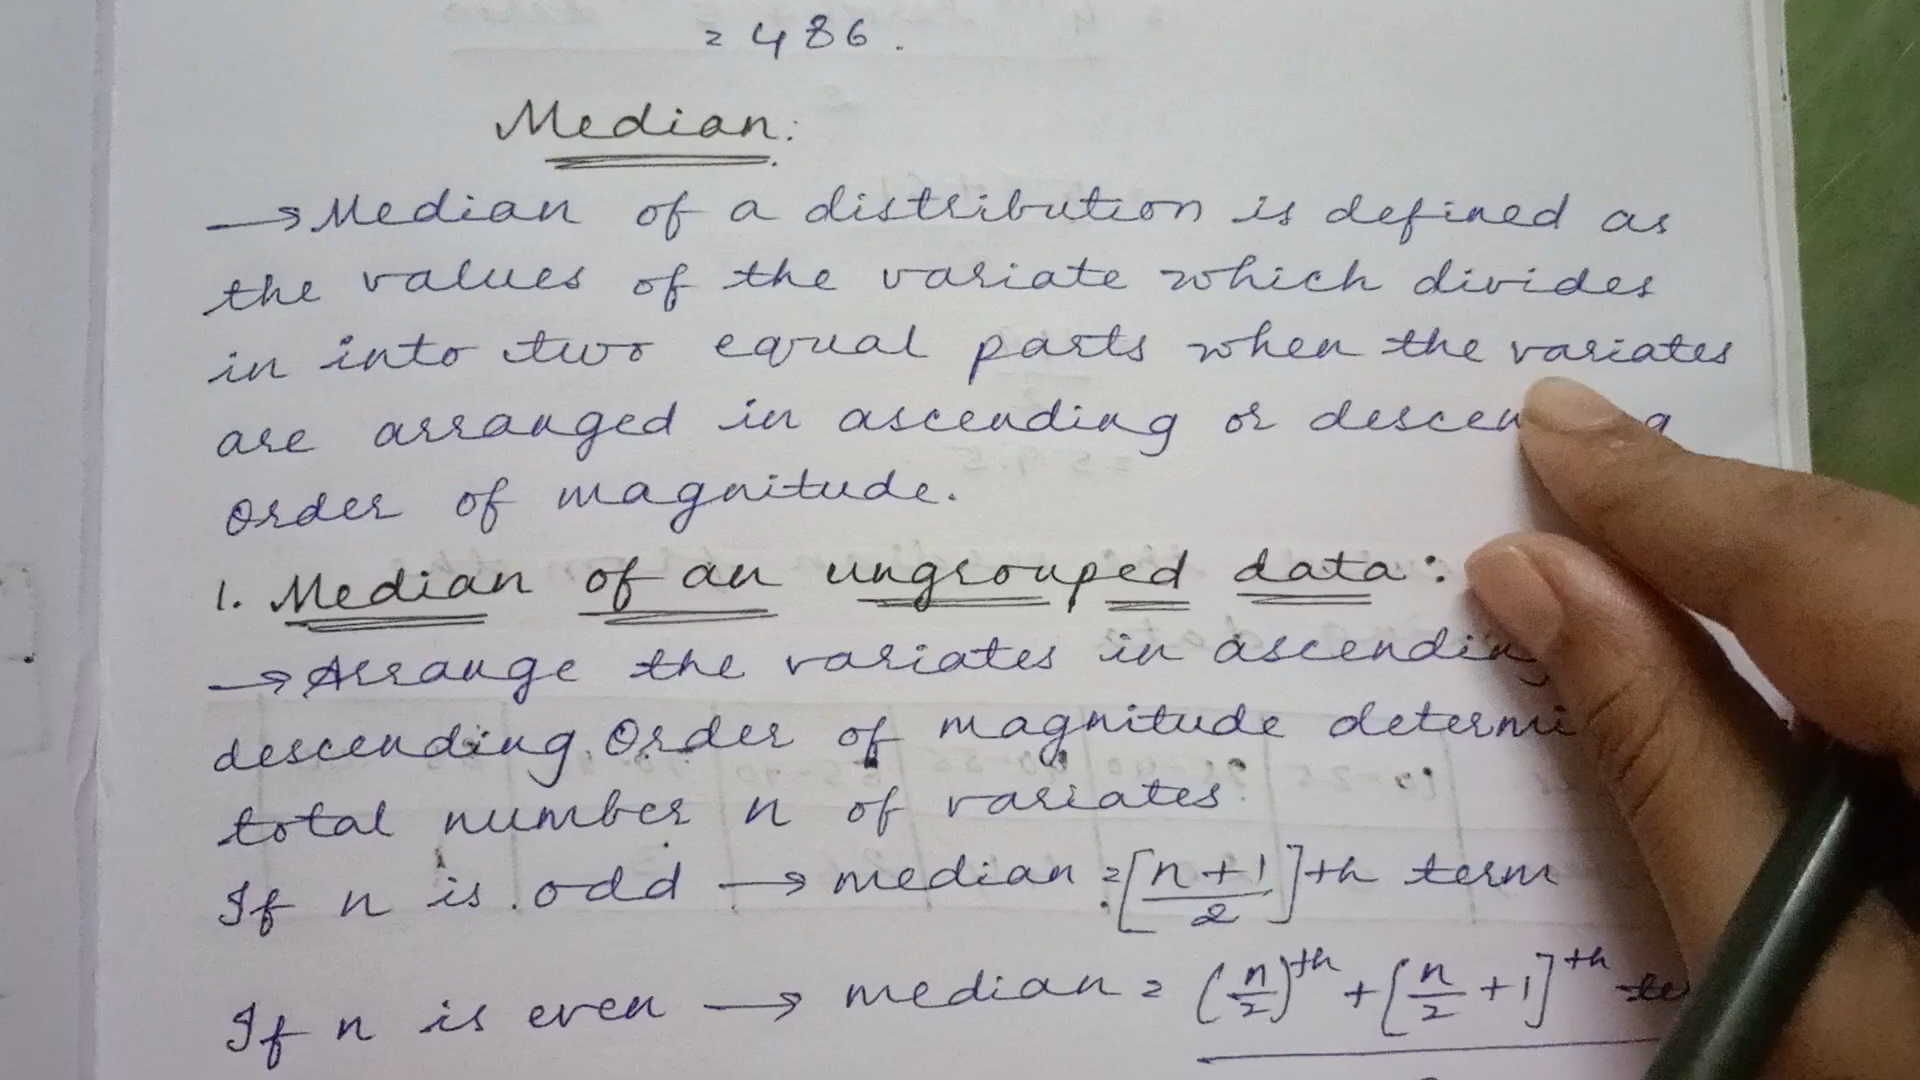 = 486.
Median:
→ Median of a distribution is defined as
the values of the variate which divides
in into two equal parts when the variates
are arranged in ascending or
order of magnitude.
1. Median of an ungrouped data:
→ Arrange the variates in
descending order of magnitude
total number n of variates
If n is odd → median = [n+1/2]th term
If n is even → median = (n/2)th + [n/2 + 1]th